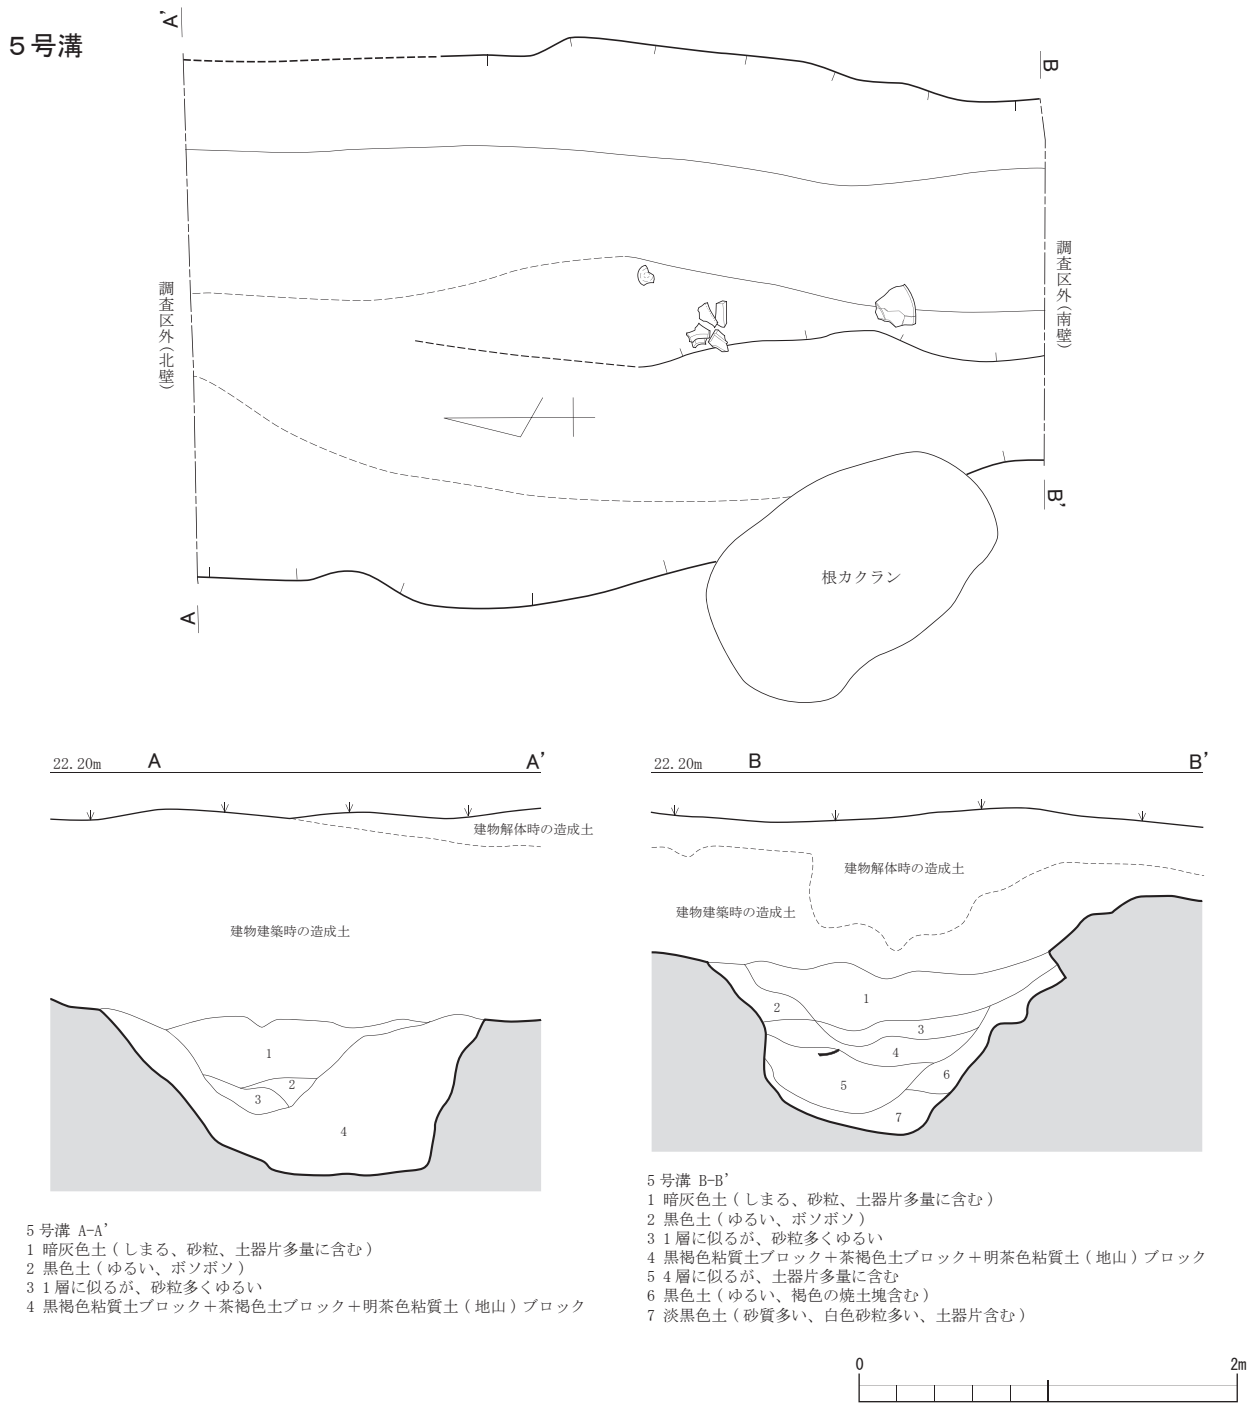 5号溝
A'
B
調査区外(北壁)
調査区外(南壁)
根カクラン
A
B'
22.20m A A'
建物解体時の造成土
建物建築時の造成土
1
2
3
4
22.20m B B'
建物解体時の造成土
建物建築時の造成土
1
2
3
4
5
6
7
5号溝 A-A'
1 暗灰色土(しまる、砂粒、土器片多量に含む)
2 黒色土(ゆるい、ボソボソ)
3 1層に似るが、砂粒多くゆるい
4 黒褐色粘質土ブロック+茶褐色土ブロック+明茶色粘質土(地山)ブロック
5号溝 B-B'
1 暗灰色土(しまる、砂粒、土器片多量に含む)
2 黒色土(ゆるい、ボソボソ)
3 1層に似るが、砂粒多くゆるい
4 黒褐色粘質土ブロック+茶褐色土ブロック+明茶色粘質土(地山)ブロック
5 4層に似るが、土器片多量に含む
6 黒色土(ゆるい、褐色の焼土塊含む)
7 淡黒色土(砂質多い、白色砂粒多い、土器片含む)
0 2m